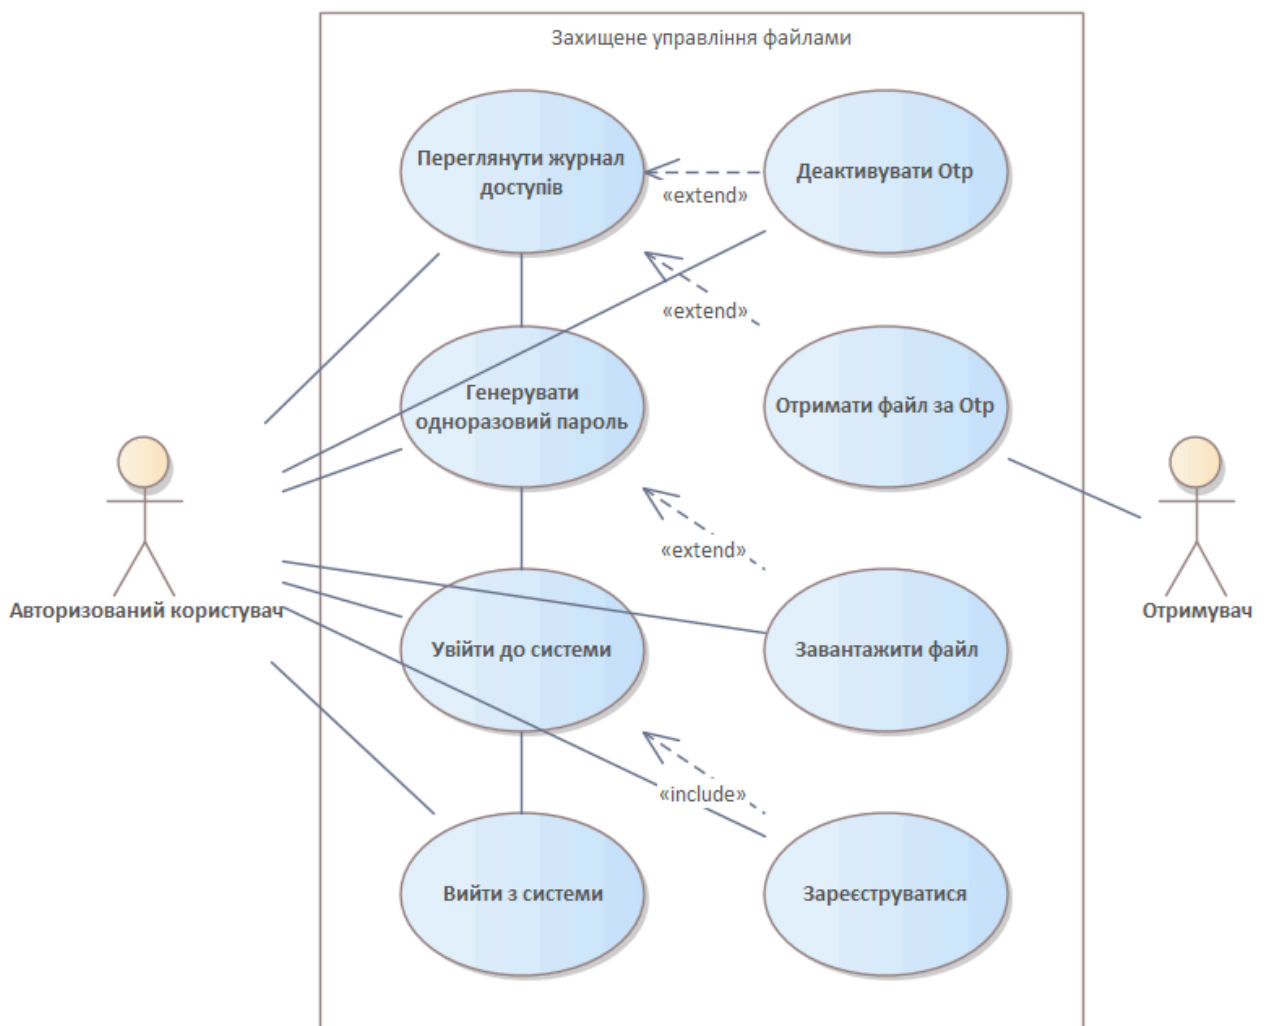 Захищене управління файлами
Переглянути журнал
доступів
Деактивувати Otp
«extend»
«extend»
Генерувати
одноразовий пароль
Отримати файл за Otp
«extend»
Авторизований користувач
Отримувач
Увійти до системи
Завантажити файл
«include»
Вийти з системи
Зареєструватися